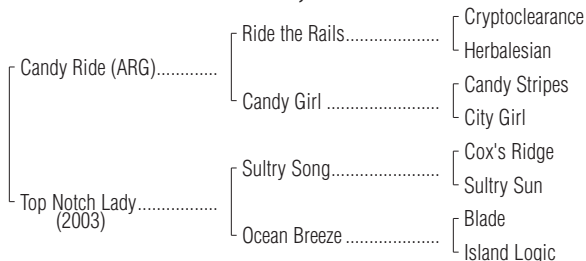 Cryptoclearance
Ride the Rails
Herbalesian
Candy Ride (ARG)
Candy Stripes
Candy Girl
City Girl
Cox's Ridge
Sultry Song
Sultry Sun
Top Notch Lady
(2003)
Blade
Ocean Breeze
Island Logic